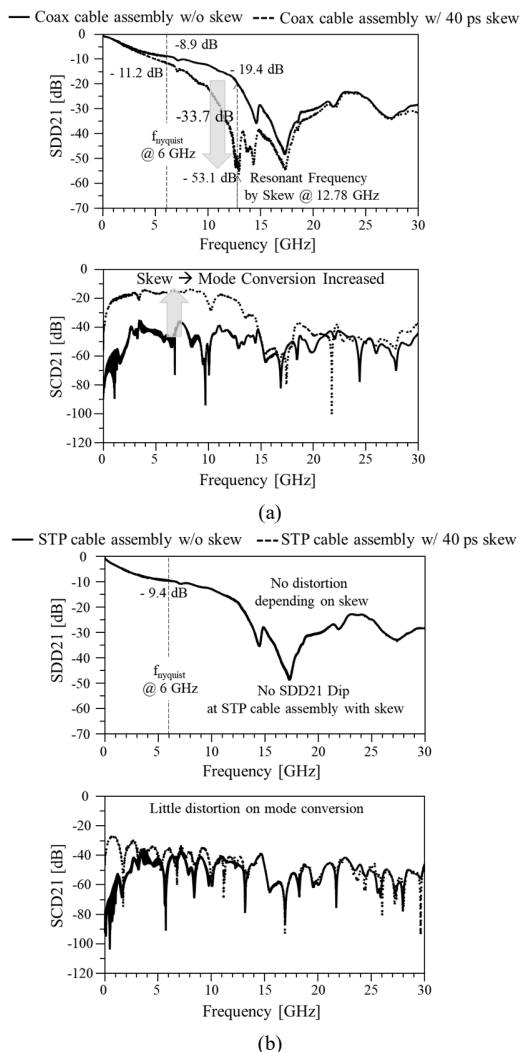 Coax cable assembly w/o skew Coax cable assembly w/ 40 ps skew
0
-10
-20
-30
-40
-50
-60
-70
SDD21 [dB]
-8.9 dB
- 11.2 dB
- 19.4 dB
-33.7 dB
fnyquist
@ 6 GHz
- 53.1 dB
Resonant Frequency
by Skew @ 12.78 GHz
0 5 10 15 20 25 30
Frequency [GHz]
0
-20
-40
-60
-80
-100
-120
SCD21 [dB]
Skew → Mode Conversion Increased
0 5 10 15 20 25 30
Frequency [GHz]
(a)
STP cable assembly w/o skew STP cable assembly w/ 40 ps skew
0
-10
-20
-30
-40
-50
-60
-70
SDD21 [dB]
- 9.4 dB
No distortion
depending on skew
fnyquist
@ 6 GHz
No SDD21 Dip
at STP cable assembly with skew
0 5 10 15 20 25 30
Frequency [GHz]
0
-20
-40
-60
-80
-100
-120
SCD21 [dB]
Little distortion on mode conversion
0 5 10 15 20 25 30
Frequency [GHz]
(b)